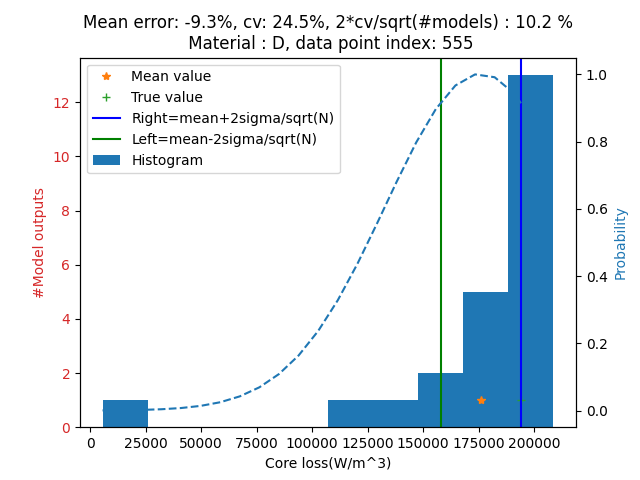 Mean error: -9.3%, cv: 24.5%, 2*cv/sqrt(#models) : 10.2 %
Material : D, data point index: 555
Mean value
True value
Right=mean+2sigma/sqrt(N)
Left=mean-2sigma/sqrt(N)
Histogram
#Model outputs
12
10
8
6
4
2
0
1.0
0.8
0.6
0.4
0.2
0.0
Probability
0 25000 50000 75000 100000 125000 150000 175000 200000
Core loss(W/m^3)